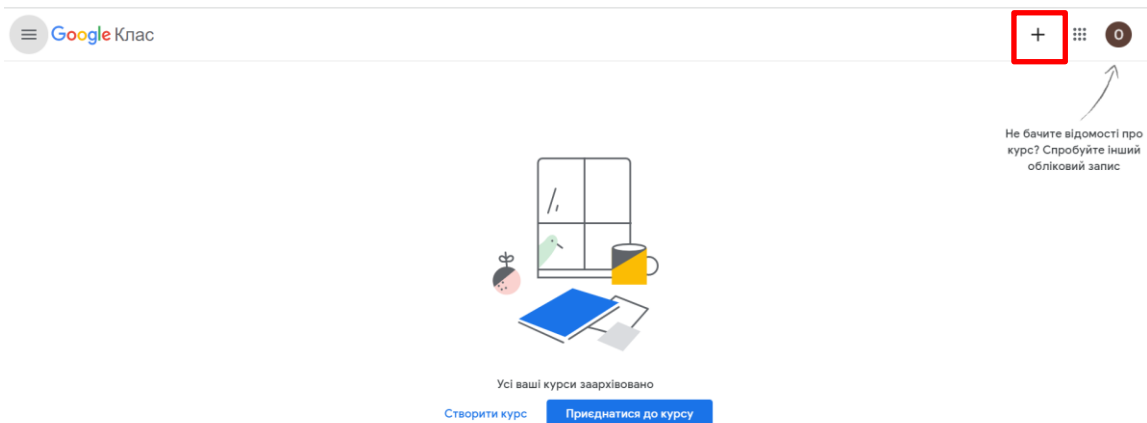 Google Клас
O
Не бачите відомості про
курс? Спробуйте інший
обліковий запис
Усі ваші курси заархівовано
Створити курс
Приєднатися до курсу